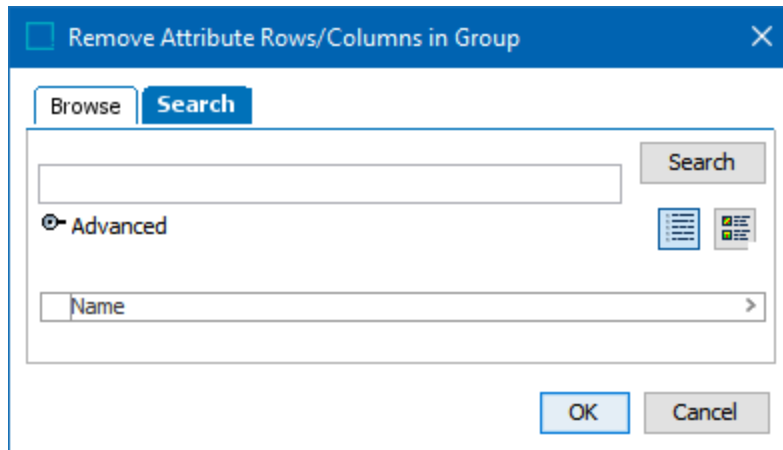 Remove Attribute Rows/Columns in Group
Browse Search
Search
Advanced
Name
OK Cancel